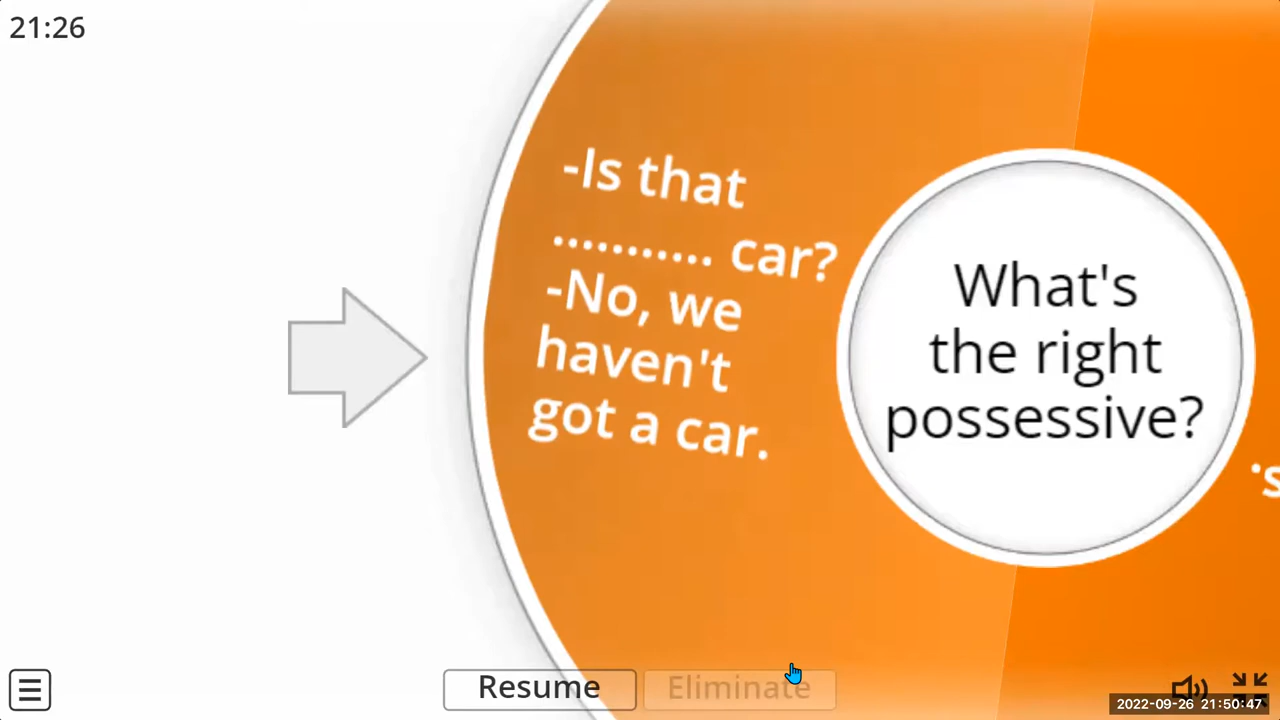 21:26
-Is that
........... car?
-No, we
haven't
got a car.
What's
the right
possessive?
s.
Resume
Eliminate
2022-09-26 21:50:47